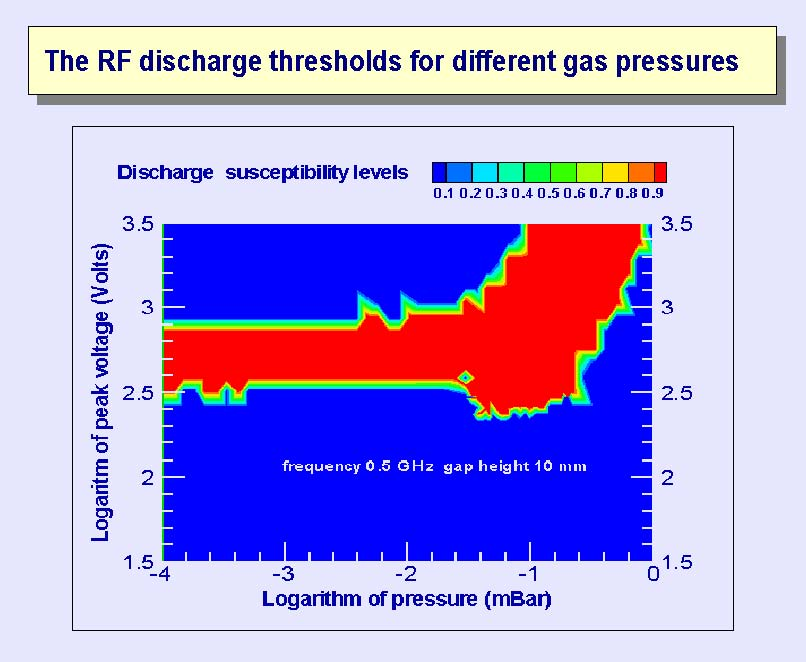 The RF discharge thresholds for different gas pressures
Discharge susceptibility levels
0.1 0.2 0.3 0.4 0.5 0.6 0.7 0.8 0.9
3.5 3.5
3 3
2.5 2.5
2 2
1.5 1.5
Logaritm of peak voltage (Volts)
frequency 0.5 GHz gap height 10 mm
-4 -3 -2 -1 0
Logarithm of pressure (mBar)